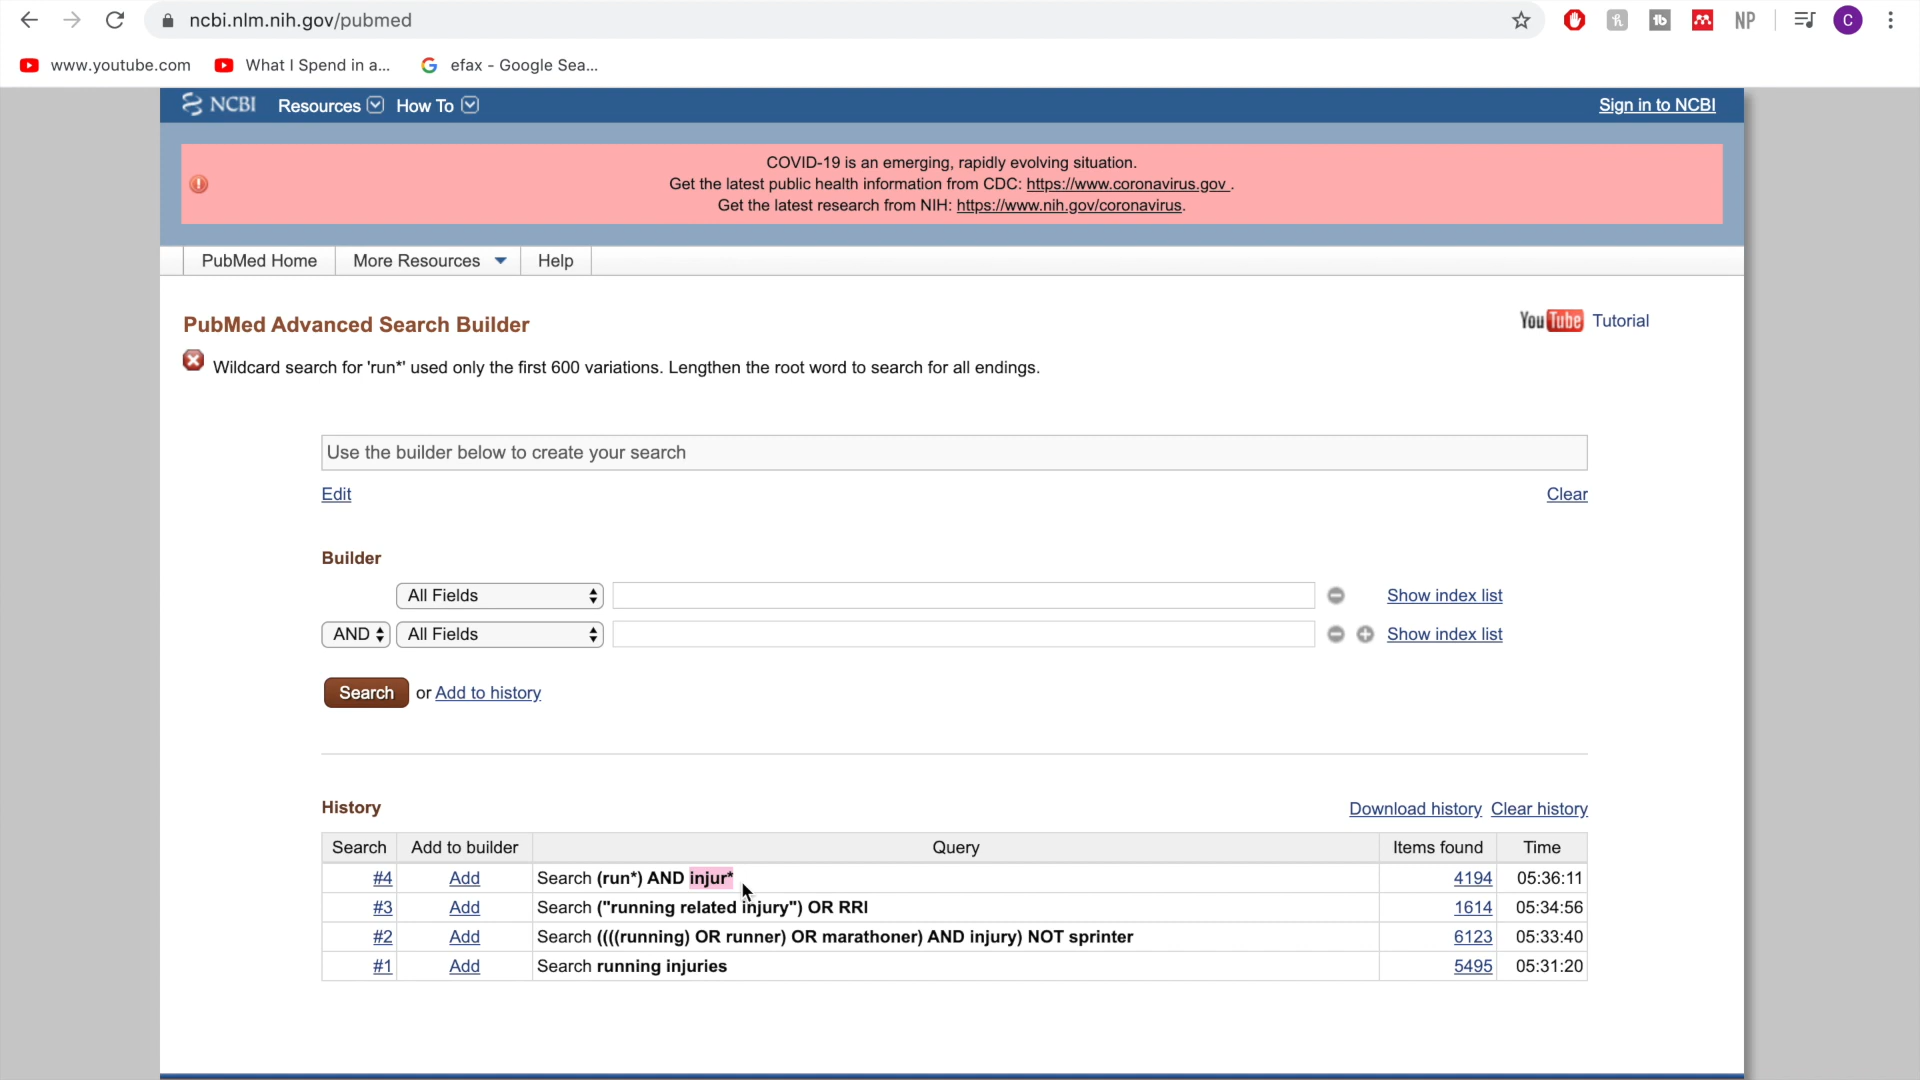 ncbi.nlm.nih.gov/pubmed
NP
C
www.youtube.com What I Spend in a... efax - Google Sea...
NCBI Resources How To Sign in to NCBI
COVID-19 is an emerging, rapidly evolving situation.
Get the latest public health information from CDC: https://www.coronavirus.gov .
Get the latest research from NIH: https://www.nih.gov/coronavirus.
PubMed Home More Resources Help
PubMed Advanced Search Builder
YouTube Tutorial
Wildcard search for 'run*' used only the first 600 variations. Lengthen the root word to search for all endings.
Use the builder below to create your search
Edit Clear
Builder
All Fields Show index list
AND All Fields Show index list
Search or Add to history
History Download history Clear history
Search Add to builder Query Items found Time
#4 Add Search (run*) AND injur* 4194 05:36:11
#3 Add Search ("running related injury") OR RRI 1614 05:34:56
#2 Add Search ((((running) OR runner) OR marathoner) AND injury) NOT sprinter 6123 05:33:40
#1 Add Search running injuries 5495 05:31:20